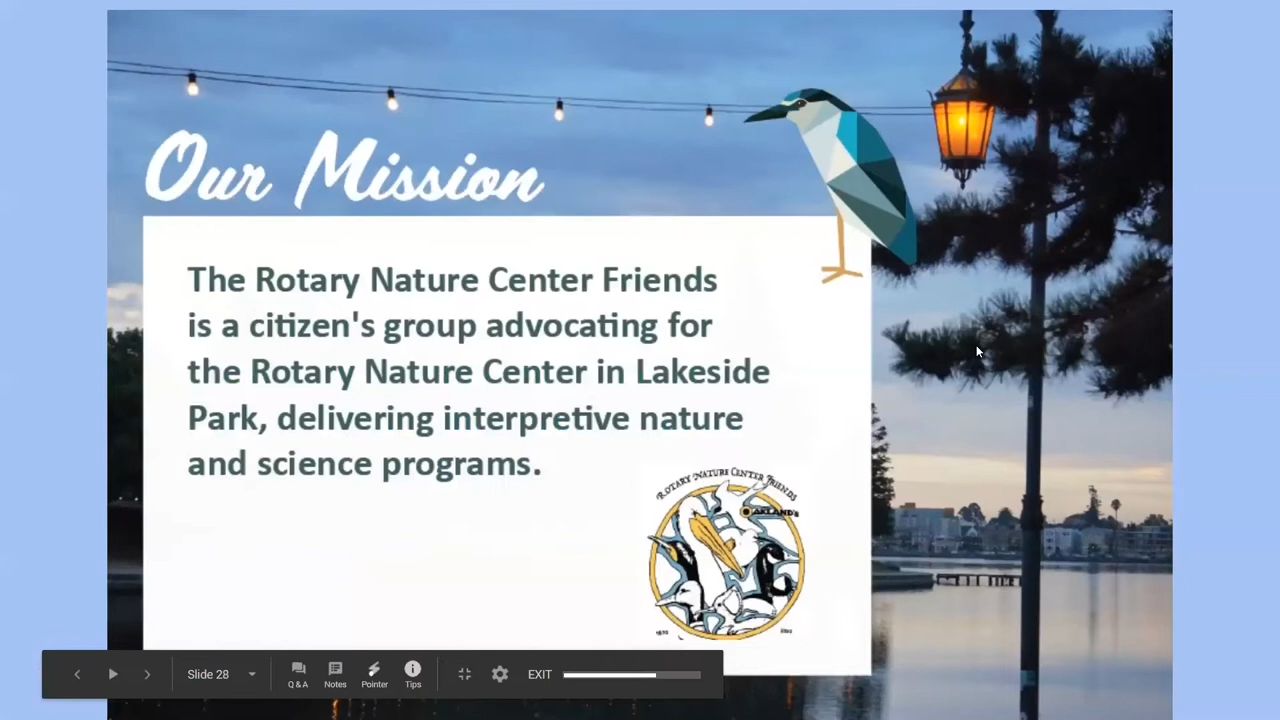 Our Mission
The Rotary Nature Center Friends
is a citizen's group advocating for
the Rotary Nature Center in Lakeside
Park, delivering interpretive nature
and science programs.
ROTARY NATURE CENTER FRIENDS
OAKLAND'S
Slide 28
Q & A
Notes
Pointer
Tips
EXIT